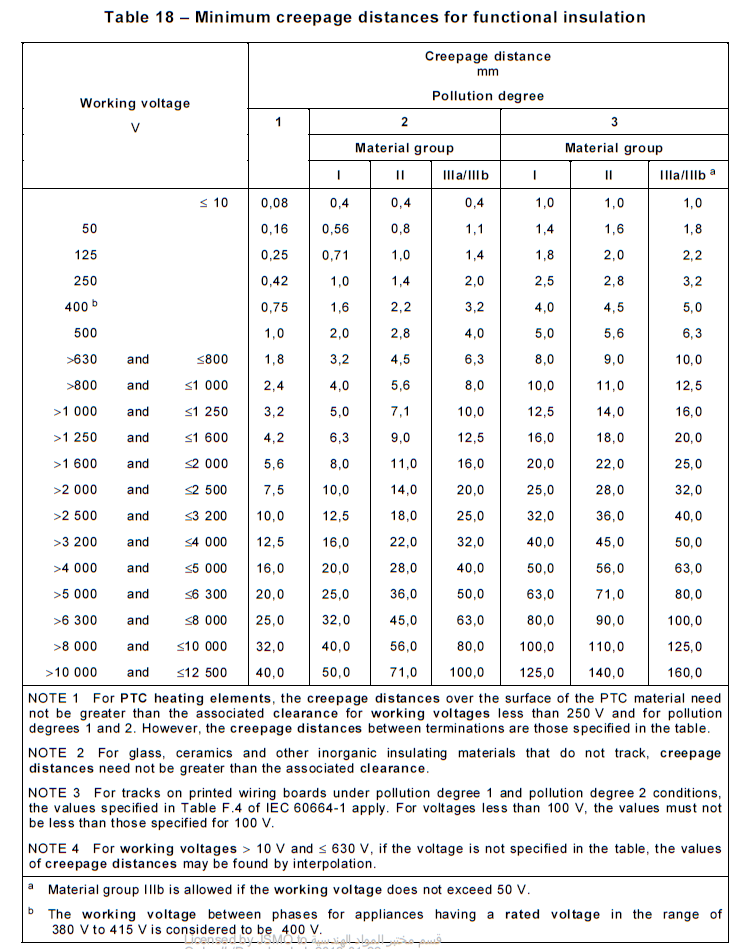 Table 18 – Minimum creepage distances for functional insulation
Working voltage
V
Creepage distance
mm
Pollution degree
1 2 3
Material group Material group
I II IIIa/IIIb I II IIIa/IIIb a
≤ 10 0,08 0,4 0,4 0,4 1,0 1,0 1,0
50 0,16 0,56 0,8 1,1 1,4 1,6 1,8
125 0,25 0,71 1,0 1,4 1,8 2,0 2,2
250 0,42 1,0 1,4 2,0 2,5 2,8 3,2
400 b 0,75 1,6 2,2 3,2 4,0 4,5 5,0
500 1,0 2,0 2,8 4,0 5,0 5,6 6,3
>630 and ≤800 1,8 3,2 4,5 6,3 8,0 9,0 10,0
>800 and ≤1 000 2,4 4,0 5,6 8,0 10,0 11,0 12,5
>1 000 and ≤1 250 3,2 5,0 7,1 10,0 12,5 14,0 16,0
>1 250 and ≤1 600 4,2 6,3 9,0 12,5 16,0 18,0 20,0
>1 600 and ≤2 000 5,6 8,0 11,0 16,0 20,0 22,0 25,0
>2 000 and ≤2 500 7,5 10,0 14,0 20,0 25,0 28,0 32,0
>2 500 and ≤3 200 10,0 12,5 18,0 25,0 32,0 36,0 40,0
>3 200 and ≤4 000 12,5 16,0 22,0 32,0 40,0 45,0 50,0
>4 000 and ≤5 000 16,0 20,0 28,0 40,0 50,0 56,0 63,0
>5 000 and ≤6 300 20,0 25,0 36,0 50,0 63,0 71,0 80,0
>6 300 and ≤8 000 25,0 32,0 45,0 63,0 80,0 90,0 100,0
>8 000 and ≤10 000 32,0 40,0 56,0 80,0 100,0 110,0 125,0
>10 000 and ≤12 500 40,0 50,0 71,0 100,0 125,0 140,0 160,0
NOTE 1 For PTC heating elements, the creepage distances over the surface of the PTC material need
not be greater than the associated clearance for working voltages less than 250 V and for pollution
degrees 1 and 2. However, the creepage distances between terminations are those specified in the table.
NOTE 2 For glass, ceramics and other inorganic insulating materials that do not track, creepage
distances need not be greater than the associated clearance.
NOTE 3 For tracks on printed wiring boards under pollution degree 1 and pollution degree 2 conditions,
the values specified in Table F.4 of IEC 60664-1 apply. For voltages less than 100 V, the values must not
be less than those specified for 100 V.
NOTE 4 For working voltages > 10 V and ≤ 630 V, if the voltage is not specified in the table, the values
of creepage distances may be found by interpolation.
a Material group IIIb is allowed if the working voltage does not exceed 50 V.
b The working voltage between phases for appliances having a rated voltage in the range of
380 V to 415 V is considered to be 400 V.
Licensed by JSMO to قسم مختبر المواد الهندسية